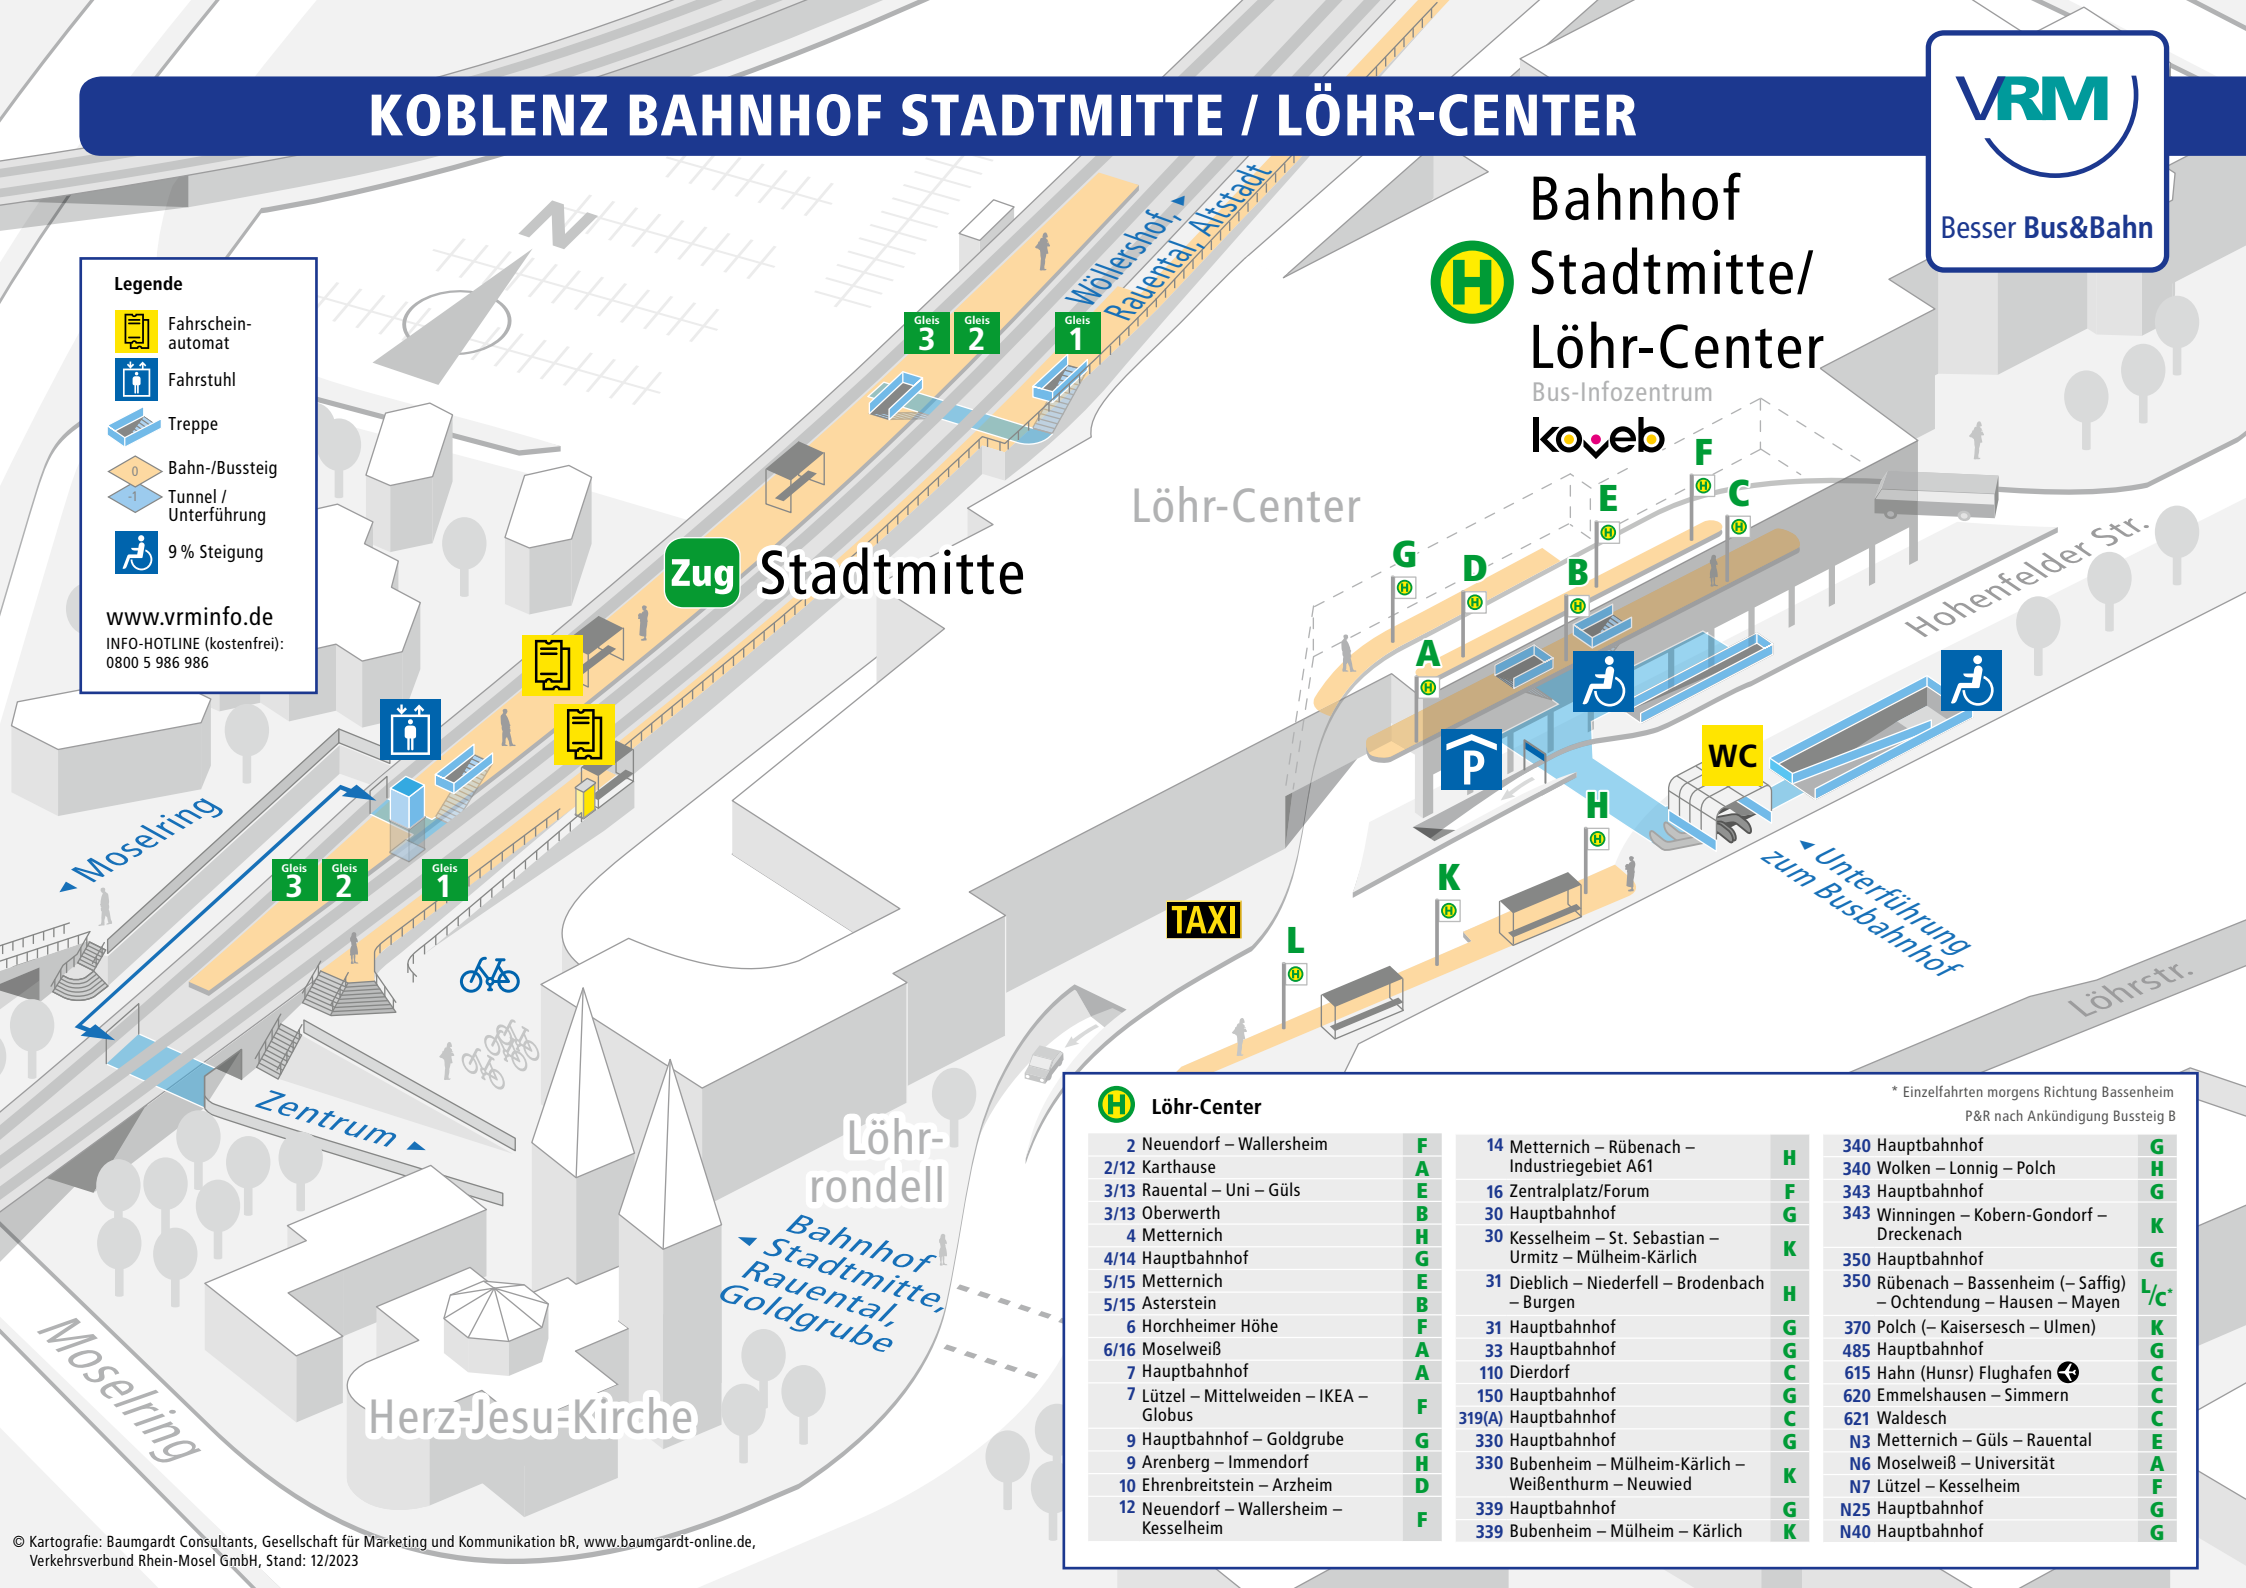 KOBLENZ BAHNHOF STADTMITTE / LÖHR-CENTER
VRM
Besser Bus&Bahn
Bahnhof
Stadtmitte/
Löhr-Center
H
Bus-Infozentrum
koveb
Legende
Fahrschein-
automat
Fahrstuhl
Treppe
0
Bahn-/Bussteig
-1
Tunnel /
Unterführung
9 % Steigung
www.vrminfo.de
INFO-HOTLINE (kostenfrei):
0800 5 986 986
N
Wöllershof,
Rauental, Altstadt
Gleis 3
Gleis 2
Gleis 1
Löhr-Center
Zug Stadtmitte
Moselring
Gleis 3
Gleis 2
Gleis 1
Zentrum
F
H
C
H
E
H
G
H
D
H
B
H
A
H
P
WC
H
H
K
H
L
H
TAXI
Hohenfelder Str.
Unterführung
zum Busbahnhof
Löhrstr.
Löhr-
rondell
Bahnhof
Stadtmitte,
Rauental,
Goldgrube
Moselring
Herz-Jesu-Kirche
H Löhr-Center
* Einzelfahrten morgens Richtung Bassenheim
P&R nach Ankündigung Bussteig B
2 Neuendorf – Wallersheim F
2/12 Karthause A
3/13 Rauental – Uni – Güls E
3/13 Oberwerth B
4 Metternich H
4/14 Hauptbahnhof G
5/15 Metternich E
5/15 Asterstein B
6 Horchheimer Höhe F
6/16 Moselweiß A
7 Hauptbahnhof A
7 Lützel – Mittelweiden – IKEA –
Globus F
9 Hauptbahnhof – Goldgrube G
9 Arenberg – Immendorf H
10 Ehrenbreitstein – Arzheim D
12 Neuendorf – Wallersheim –
Kesselheim F
14 Metternich – Rübenach –
Industriegebiet A61 H
16 Zentralplatz/Forum F
30 Hauptbahnhof G
30 Kesselheim – St. Sebastian –
Urmitz – Mülheim-Kärlich K
31 Dieblich – Niederfell – Brodenbach
– Burgen H
31 Hauptbahnhof G
33 Hauptbahnhof G
110 Dierdorf C
150 Hauptbahnhof G
319(A) Hauptbahnhof C
330 Hauptbahnhof G
330 Bubenheim – Mülheim-Kärlich –
Weißenthurm – Neuwied K
339 Hauptbahnhof G
339 Bubenheim – Mülheim – Kärlich K
340 Hauptbahnhof G
340 Wolken – Lonnig – Polch H
343 Hauptbahnhof G
343 Winningen – Kobern-Gondorf –
Dreckenach K
350 Hauptbahnhof G
350 Rübenach – Bassenheim (– Saffig)
– Ochtendung – Hausen – Mayen L/C*
370 Polch (– Kaisersesch – Ulmen) K
485 Hauptbahnhof G
615 Hahn (Hunsr) Flughafen C
620 Emmelshausen – Simmern C
621 Waldesch C
N3 Metternich – Güls – Rauental E
N6 Moselweiß – Universität A
N7 Lützel – Kesselheim F
N25 Hauptbahnhof G
N40 Hauptbahnhof G
© Kartografie: Baumgardt Consultants, Gesellschaft für Marketing und Kommunikation bR, www.baumgardt-online.de,
Verkehrsverbund Rhein-Mosel GmbH, Stand: 12/2023